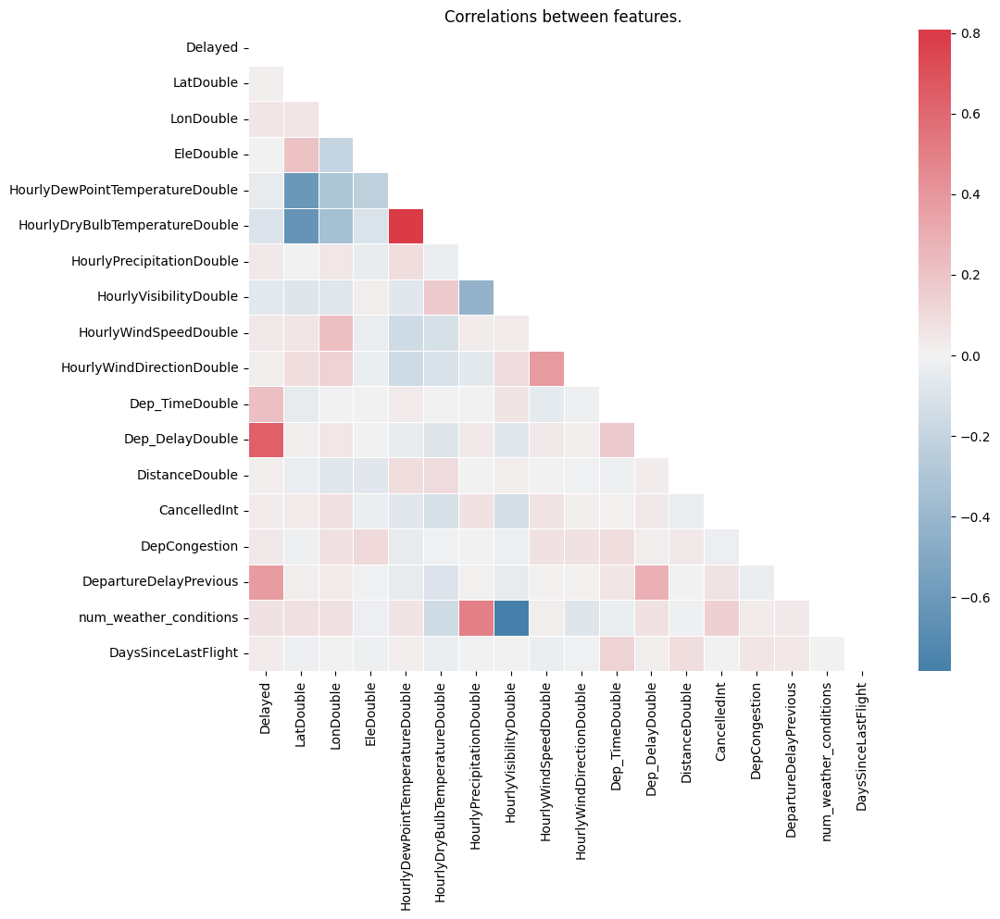 Correlations between features.
Delayed
LatDouble
LonDouble
EleDouble
HourlyDewPointTemperatureDouble
HourlyDryBulbTemperatureDouble
HourlyPrecipitationDouble
HourlyVisibilityDouble
HourlyWindSpeedDouble
HourlyWindDirectionDouble
Dep_TimeDouble
Dep_DelayDouble
DistanceDouble
CancelledInt
DepCongestion
DepartureDelayPrevious
num_weather_conditions
DaysSinceLastFlight
Delayed
LatDouble
LonDouble
EleDouble
HourlyDewPointTemperatureDouble
HourlyDryBulbTemperatureDouble
HourlyPrecipitationDouble
HourlyVisibilityDouble
HourlyWindSpeedDouble
HourlyWindDirectionDouble
Dep_TimeDouble
Dep_DelayDouble
DistanceDouble
CancelledInt
DepCongestion
DepartureDelayPrevious
num_weather_conditions
DaysSinceLastFlight
0.8
0.6
0.4
0.2
0.0
−0.2
−0.4
−0.6